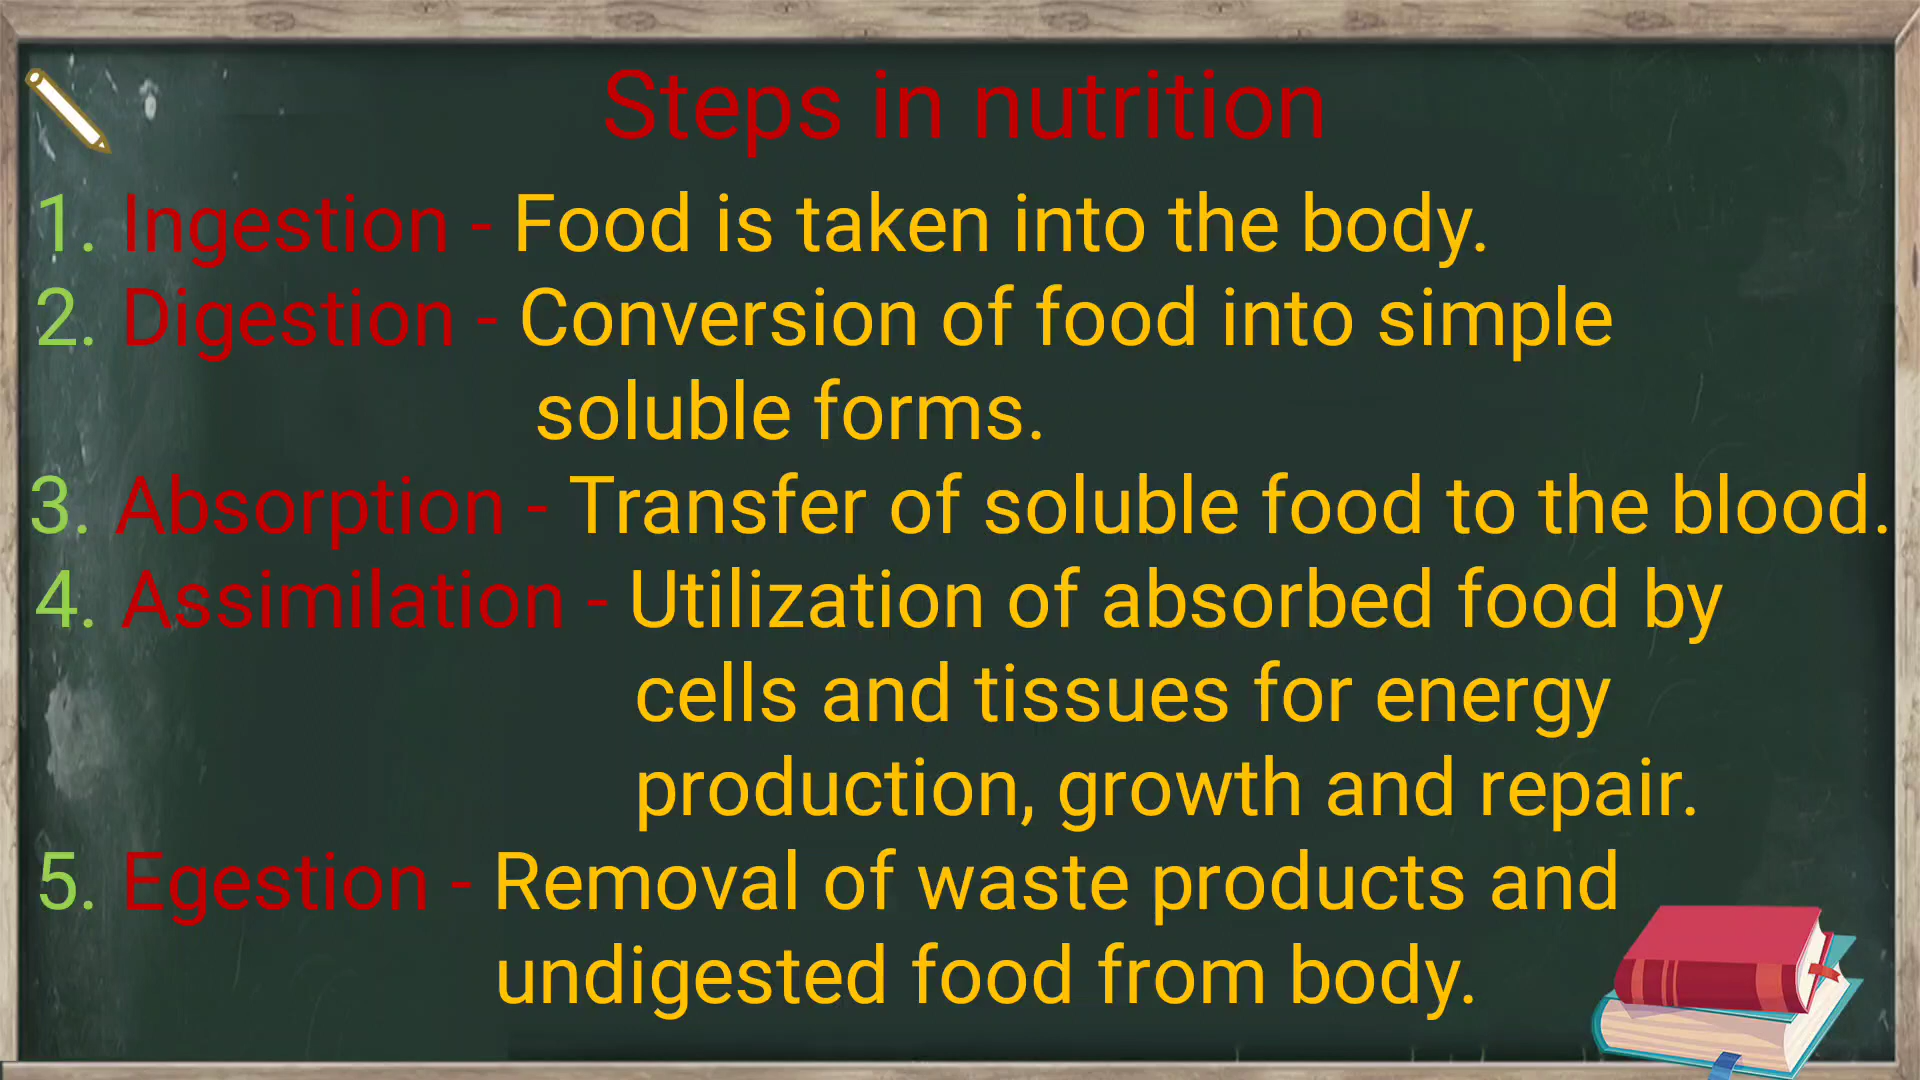 Steps in nutrition
1. Ingestion - Food is taken into the body.
2. Digestion - Conversion of food into simple
soluble forms.
3. Absorption - Transfer of soluble food to the blood.
4. Assimilation - Utilization of absorbed food by
cells and tissues for energy
production, growth and repair.
5. Egestion - Removal of waste products and
undigested food from body.